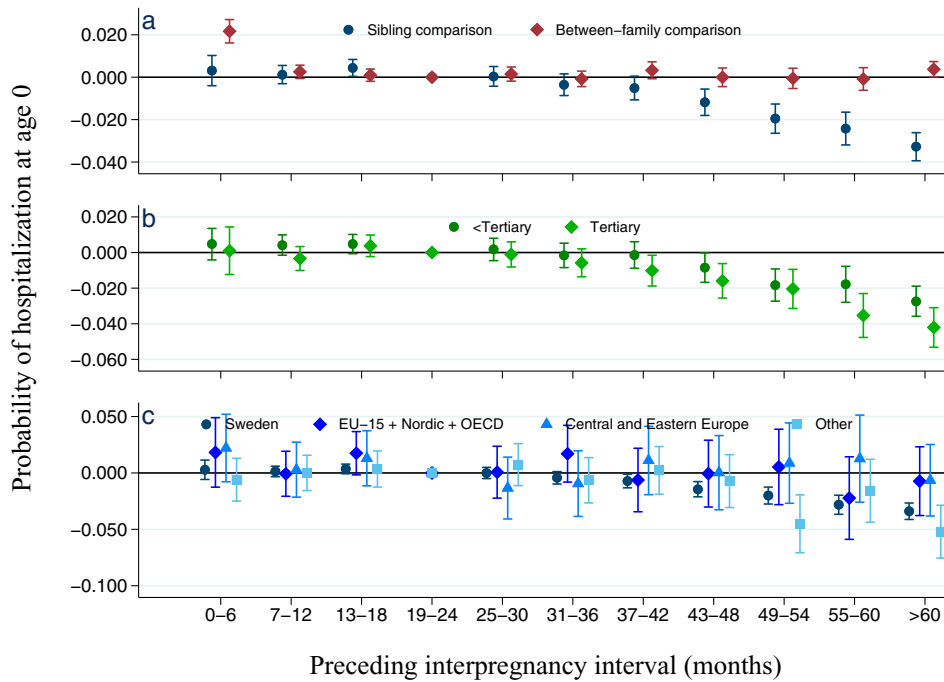 Probability of hospitalization at age 0
a
Sibling comparison
Between−family comparison
0.020
0.000
−0.020
−0.040
b
<Tertiary
Tertiary
0.020
0.000
−0.020
−0.040
−0.060
c
Sweden
EU−15 + Nordic + OECD
Central and Eastern Europe
Other
0.050
0.000
−0.050
−0.100
0−6 7−12 13−18 19−24 25−30 31−36 37−42 43−48 49−54 55−60 >60
Preceding interpregnancy interval (months)